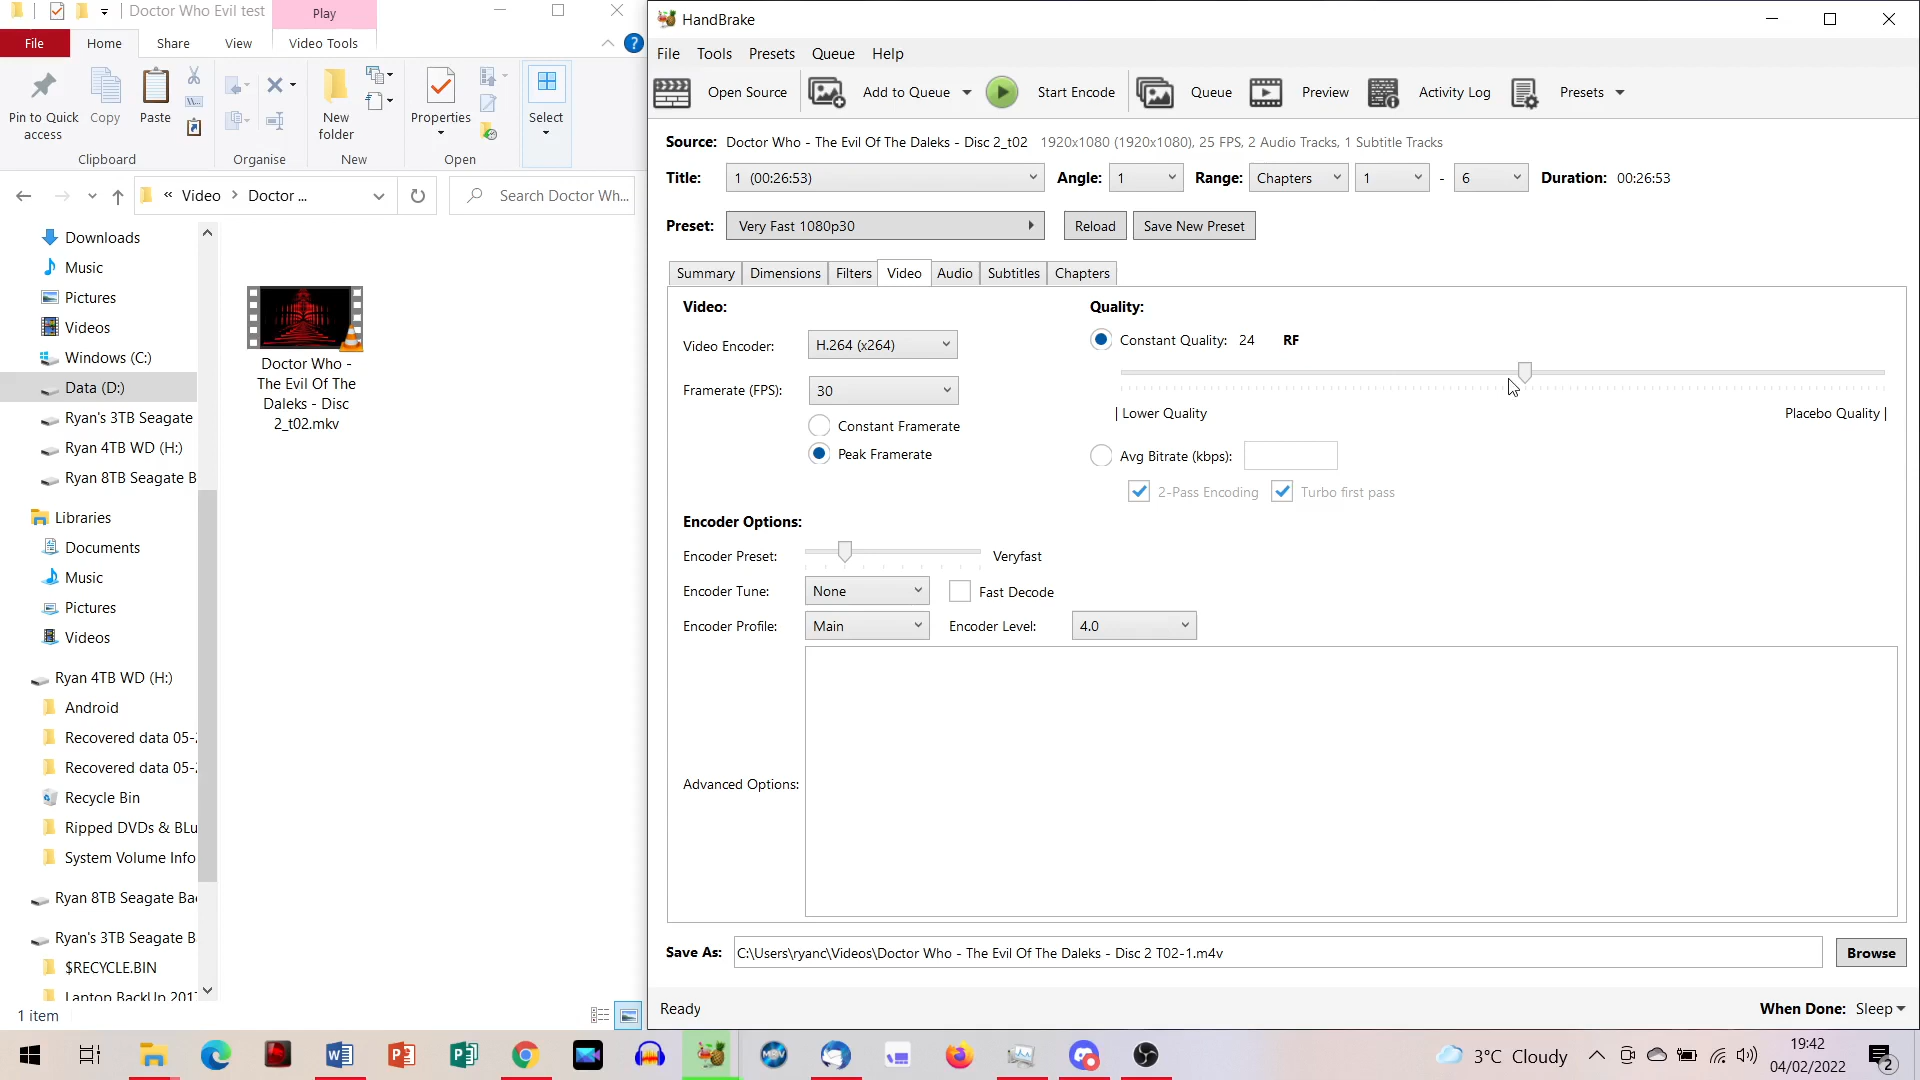 Doctor Who Evil test
Play
File
Home
Share
View
Video Tools
Pin to Quick access
Copy
Paste
New folder
Properties
Select
Clipboard
Organise
New
Open
« Video > Doctor ...
Search Doctor Wh...
Downloads
Music
Pictures
Videos
Windows (C:)
Data (D:)
Ryan's 3TB Seagate
Ryan 4TB WD (H:)
Ryan 8TB Seagate B
Libraries
Documents
Music
Pictures
Videos
Ryan 4TB WD (H:)
Android
Recovered data 05-
Recovered data 05-
Recycle Bin
Ripped DVDs & BLu
System Volume Info
Ryan 8TB Seagate Ba
Ryan's 3TB Seagate B
$RECYCLE.BIN
Laptop BackUp 201
Doctor Who -
The Evil Of The
Daleks - Disc
2_t02.mkv
1 item
HandBrake
File Tools Presets Queue Help
Open Source
Add to Queue
Start Encode
Queue
Preview
Activity Log
Presets
Source: Doctor Who - The Evil Of The Daleks - Disc 2_t02 1920x1080 (1920x1080), 25 FPS, 2 Audio Tracks, 1 Subtitle Tracks
Title: 1 (00:26:53) Angle: 1 Range: Chapters 1 - 6 Duration: 00:26:53
Preset: Very Fast 1080p30 Reload Save New Preset
Summary Dimensions Filters Video Audio Subtitles Chapters
Video:
Video Encoder: H.264 (x264)
Framerate (FPS): 30
Constant Framerate
Peak Framerate
Quality:
Constant Quality: 24 RF
| Lower Quality Placebo Quality |
Avg Bitrate (kbps):
2-Pass Encoding Turbo first pass
Encoder Options:
Encoder Preset: Veryfast
Encoder Tune: None Fast Decode
Encoder Profile: Main Encoder Level: 4.0
Advanced Options:
Save As: C:\Users\ryanc\Videos\Doctor Who - The Evil Of The Daleks - Disc 2 T02-1.m4v Browse
Ready
When Done: Sleep
3°C Cloudy
19:42
04/02/2022
2